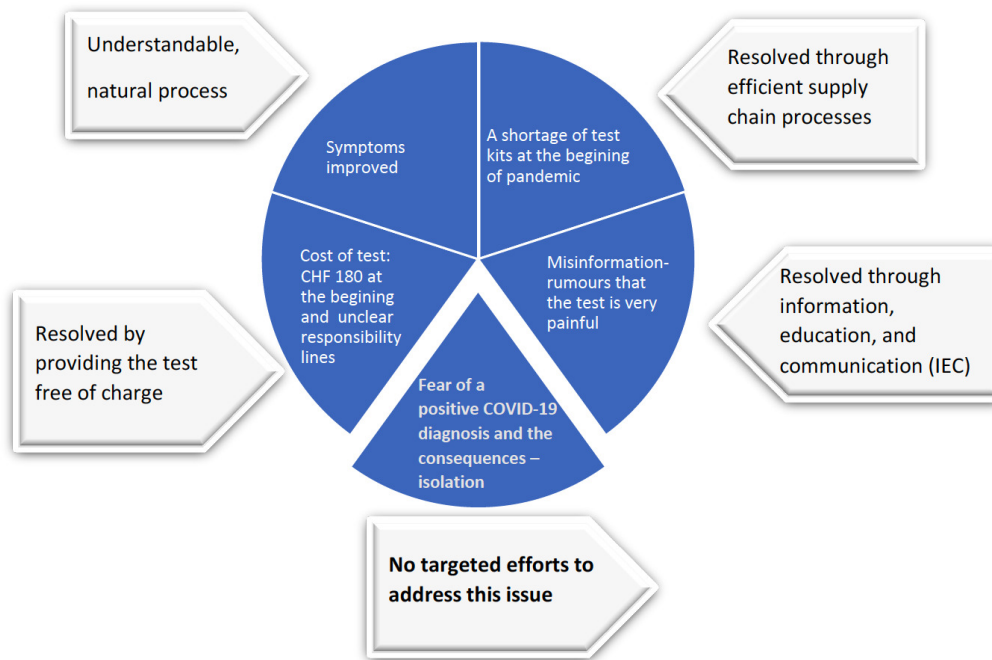 Understandable,
natural process
Resolved through
efficient supply
chain processes
Symptoms
improved
A shortage of test
kits at the begining
of pandemic
Cost of test:
CHF 180 at
the begining
and unclear
responsibility
lines
Misinformation-
rumours that
the test is very
painful
Resolved by
providing the test
free of charge
Resolved through
information,
education, and
communication (IEC)
Fear of a
positive COVID-19
diagnosis and the
consequences –
isolation
No targeted efforts to
address this issue